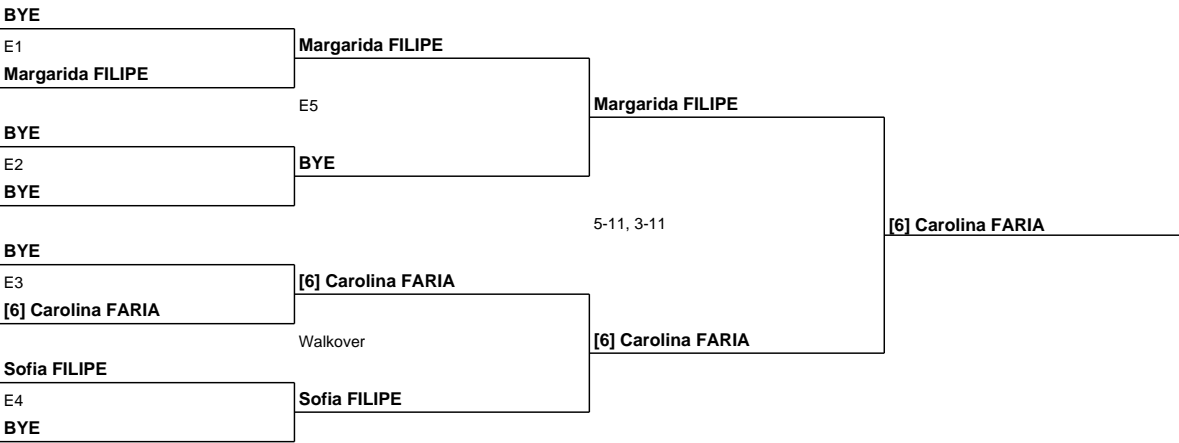 BYE
E1
Margarida FILIPE
Margarida FILIPE
E5
Margarida FILIPE
BYE
E2
BYE
BYE
5-11, 3-11
[6] Carolina FARIA
BYE
E3
[6] Carolina FARIA
[6] Carolina FARIA
Walkover
[6] Carolina FARIA
Sofia FILIPE
E4
Sofia FILIPE
BYE